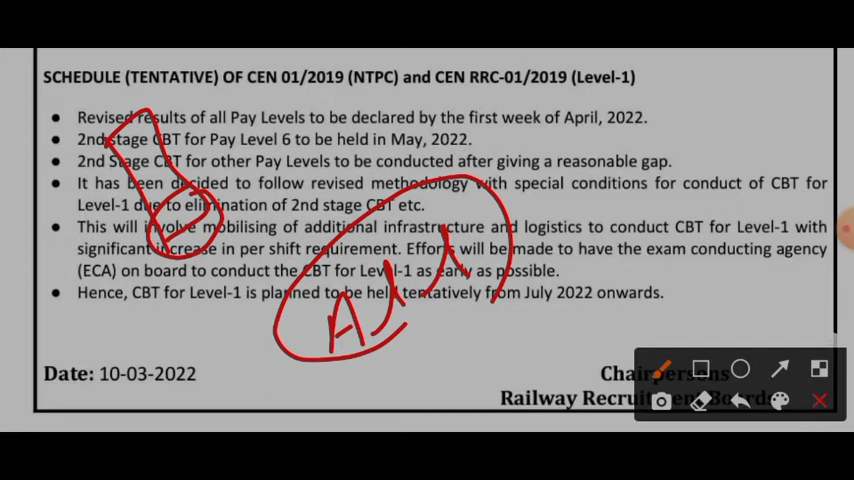 SCHEDULE (TENTATIVE) OF CEN 01/2019 (NTPC) and CEN RRC-01/2019 (Level-1)
● Revised results of all Pay Levels to be declared by the first week of April, 2022.
● 2nd stage CBT for Pay Level 6 to be held in May, 2022.
● 2nd Stage CBT for other Pay Levels to be conducted after giving a reasonable gap.
● It has been decided to follow revised methodology with special conditions for conduct of CBT for
Level-1 due to elimination of 2nd stage CBT etc.
● This will involve mobilising of additional infrastructure and logistics to conduct CBT for Level-1 with
significant increase in per shift requirement. Efforts will be made to have the exam conducting agency
(ECA) on board to conduct the CBT for Level-1 as early as possible.
● Hence, CBT for Level-1 is planned to be held tentatively from July 2022 onwards.
All
Date: 10-03-2022
Chairpersons
Railway Recruitment Boards